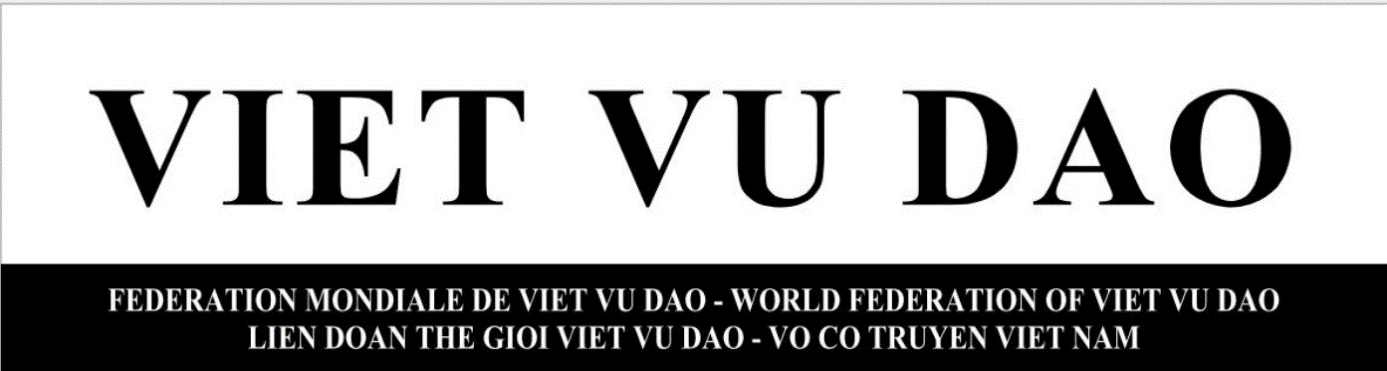 VIET VU DAO
FEDERATION MONDIALE DE VIET VU DAO - WORLD FEDERATION OF VIET VU DAO
LIEN DOAN THE GIOI VIET VU DAO - VO CO TRUYEN VIET NAM